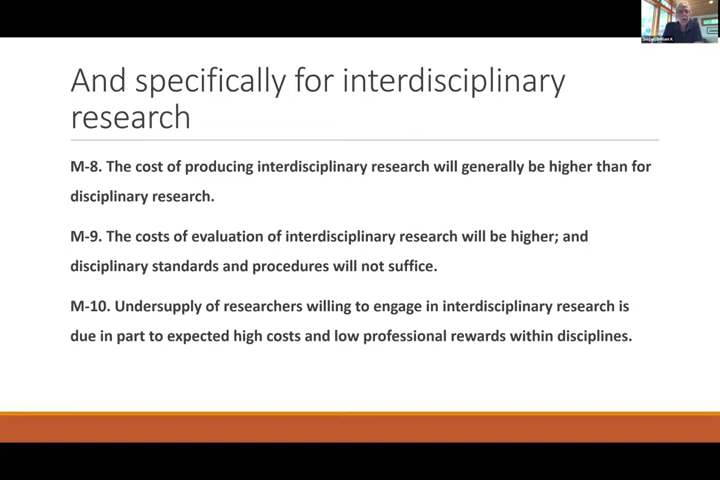 And specifically for interdisciplinary
research
M-8. The cost of producing interdisciplinary research will generally be higher than for
disciplinary research.
M-9. The costs of evaluation of interdisciplinary research will be higher; and
disciplinary standards and procedures will not suffice.
M-10. Undersupply of researchers willing to engage in interdisciplinary research is
due in part to expected high costs and low professional rewards within disciplines.